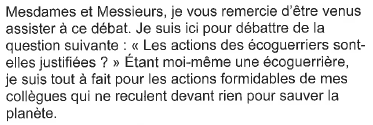 Mesdames et Messieurs, je vous remercie d'être venus
assister à ce débat. Je suis ici pour débattre de la
question suivante : « Les actions des écoguerriers sont-
elles justifiées ? » Étant moi-même une écoguerrière,
je suis tout à fait pour les actions formidables de mes
collègues qui ne reculent devant rien pour sauver la
planète.